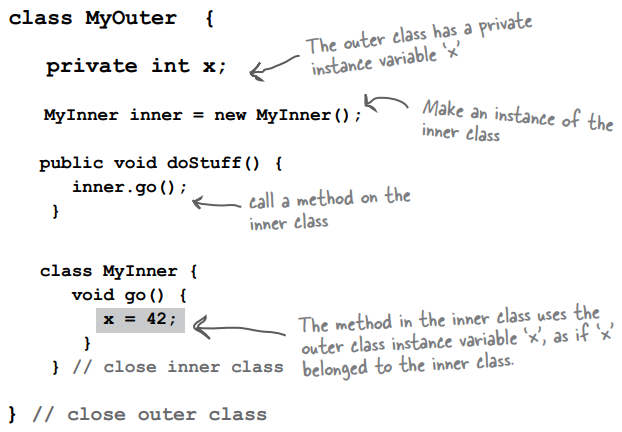 class MyOuter {
The outer class has a private
instance variable 'x'
private int x;
MyInner inner = new MyInner();
Make an instance of the
inner class
public void doStuff() {
inner.go();
}
call a method on the
inner class
class MyInner {
void go() {
x = 42;
The method in the inner class uses the
outer class instance variable 'x', as if 'x'
belonged to the inner class.
}
} // close inner class
} // close outer class